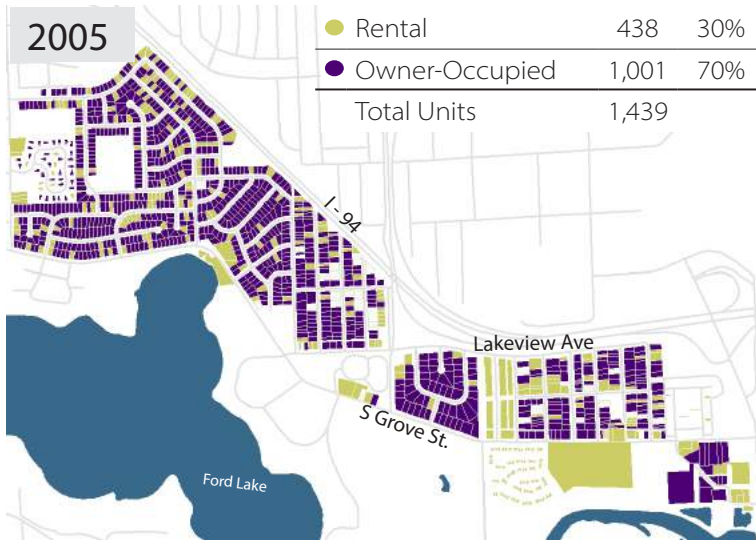 2005
Rental 438 30%
Owner-Occupied 1,001 70%
Total Units 1,439
I - 94
Lakeview Ave
S Grove St.
Ford Lake